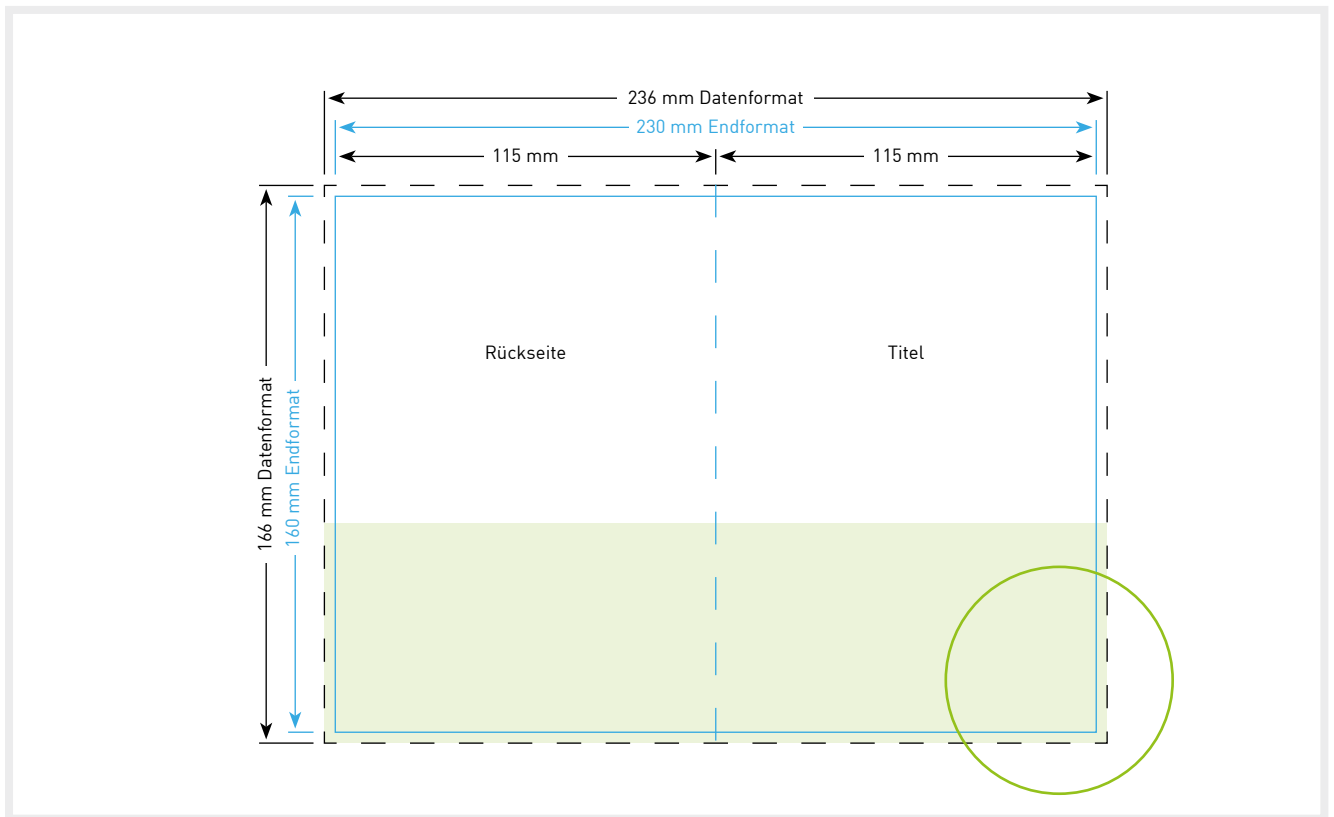 236 mm Datenformat
230 mm Endformat
115 mm
115 mm
166 mm Datenformat
160 mm Endformat
Rückseite
Titel